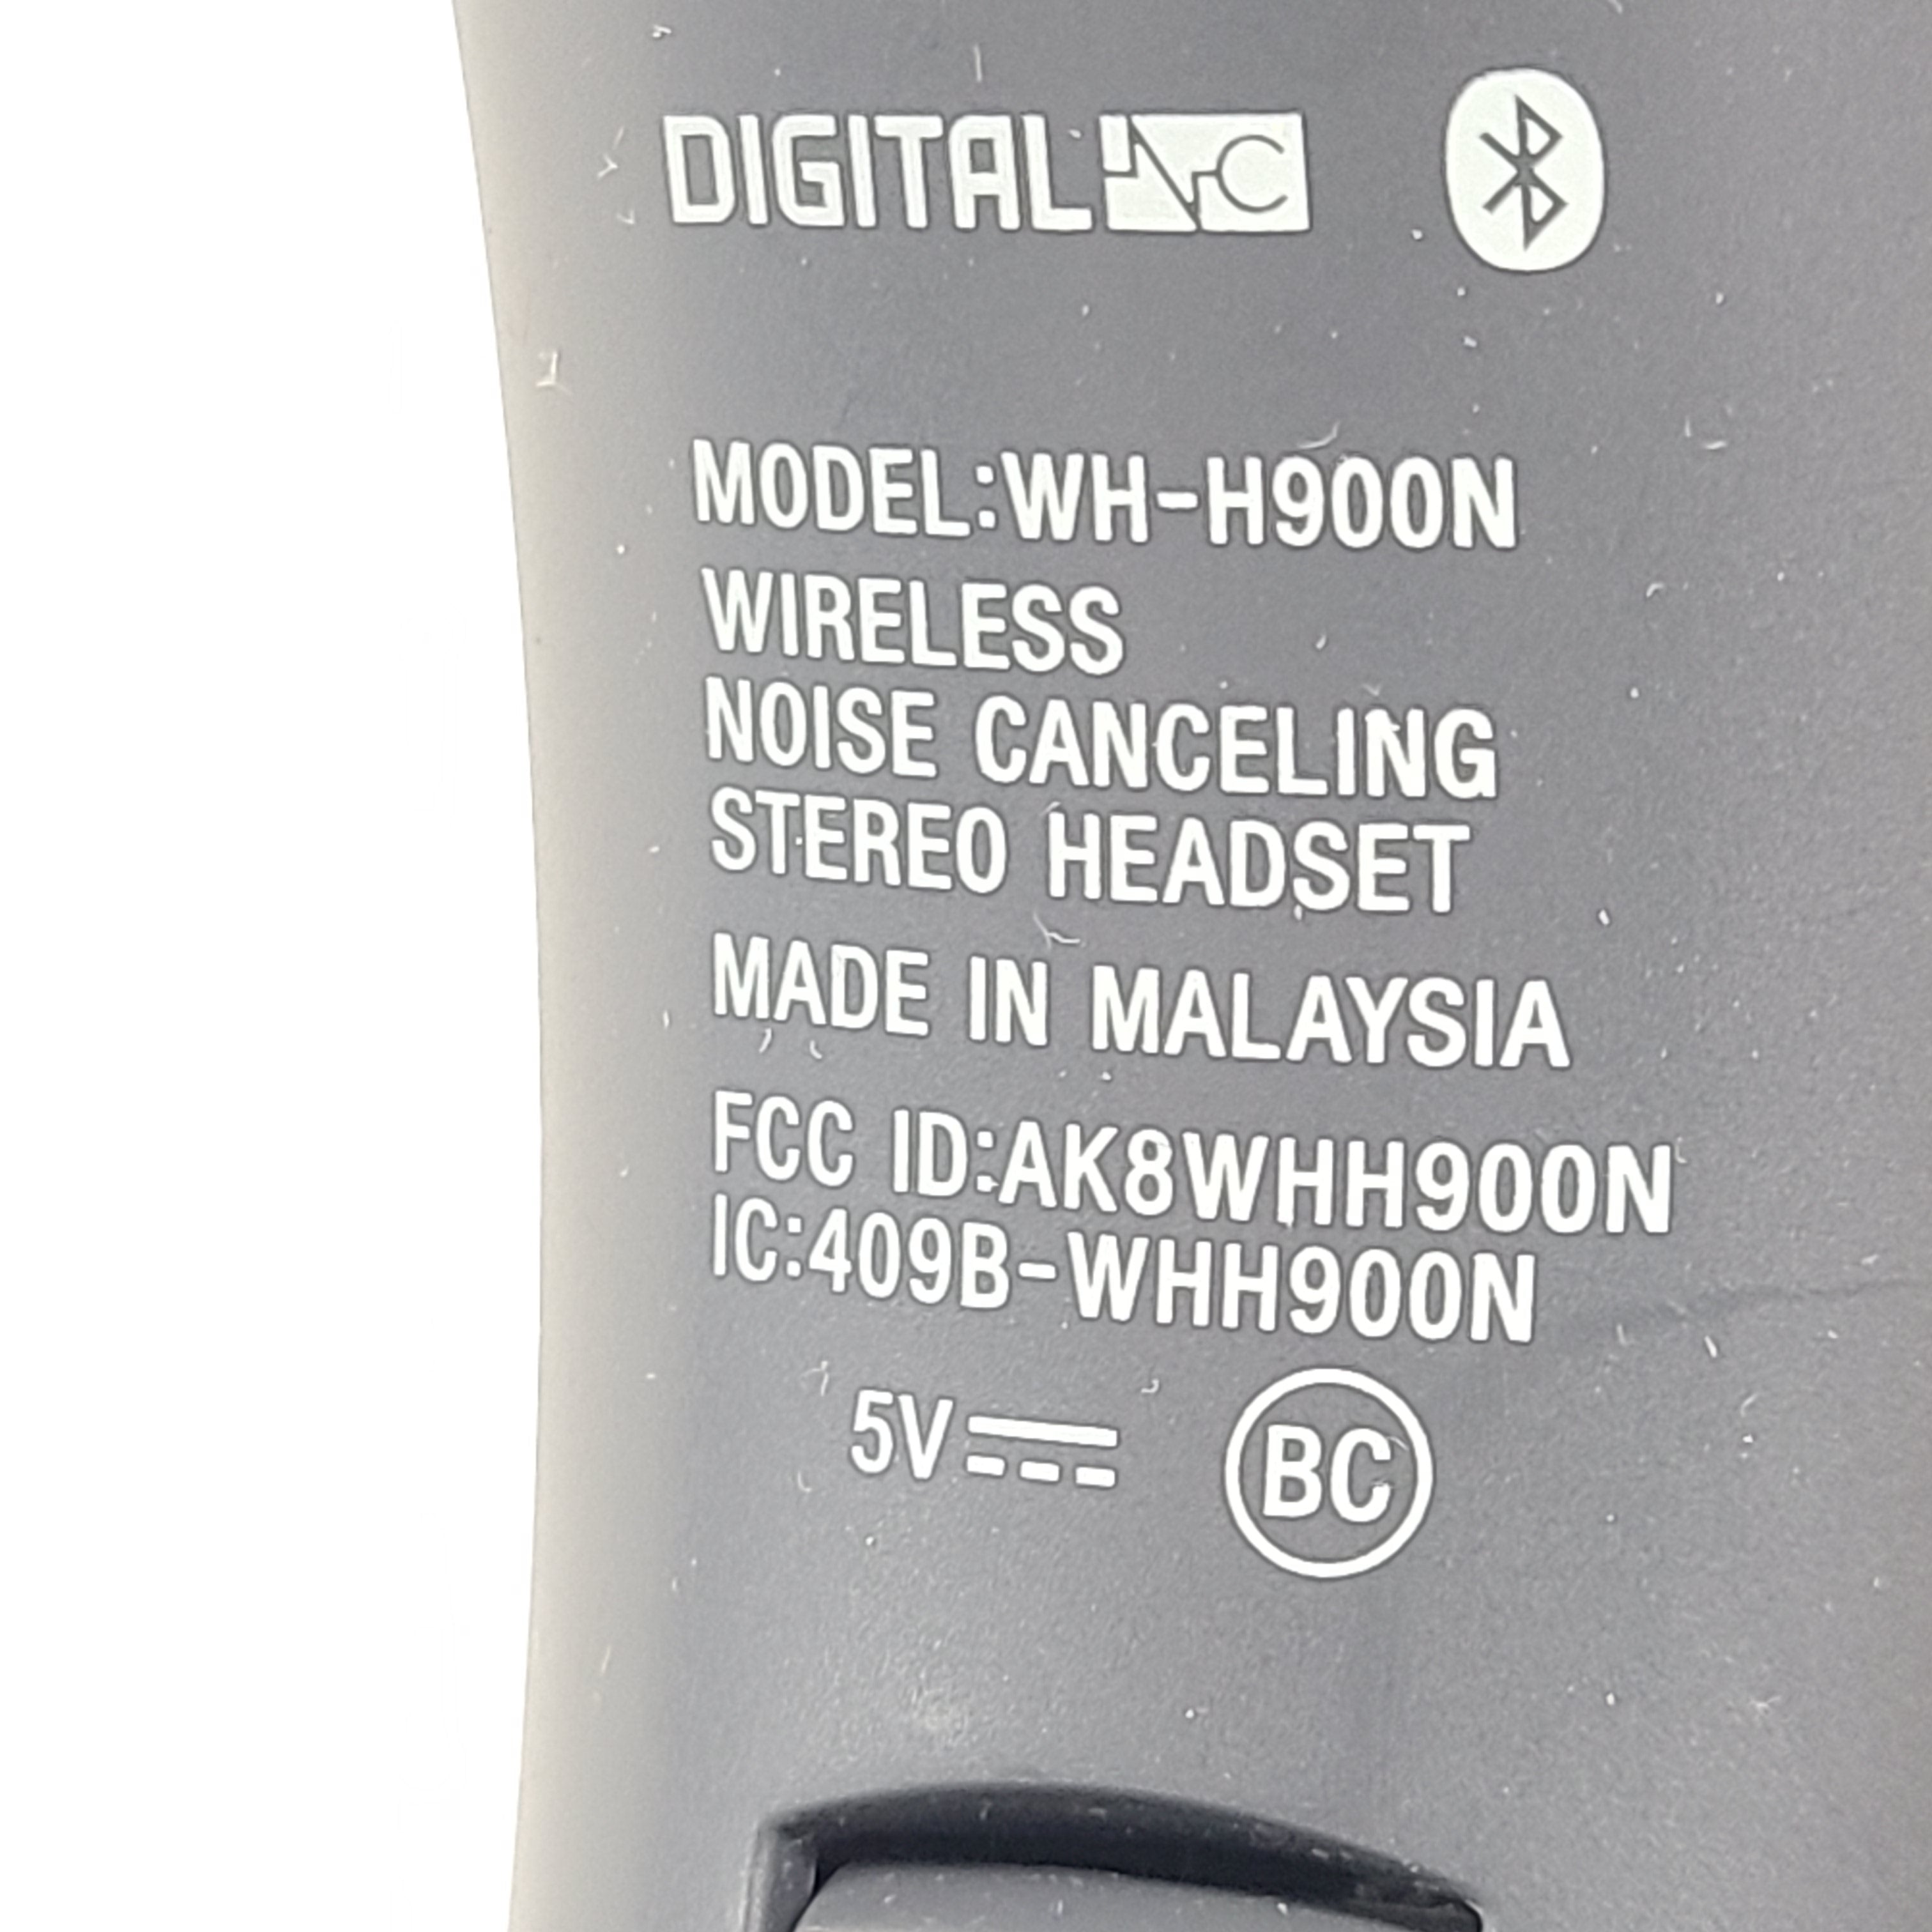 DIGITAL NC
MODEL:WH-H900N
WIRELESS
NOISE CANCELING
STEREO HEADSET
MADE IN MALAYSIA
FCC ID:AK8WHH900N
IC:409B-WHH900N
5V BC